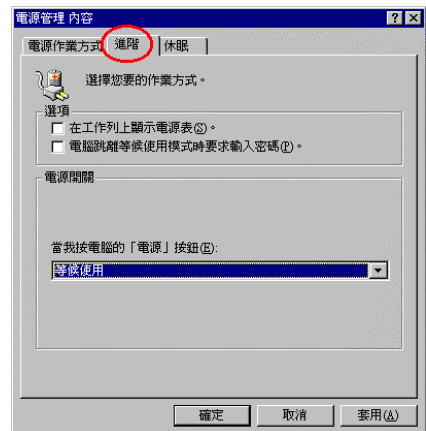 電源管理 內容
電源作業方式 進階 休眠
選擇您要的作業方式。
選項
在工作列上顯示電源表(S)。
電腦跳離等候使用模式時要求輸入密碼(P)。
電源開關
當我按電腦的「電源」按鈕(E):
等候使用
確定 取消 套用(A)